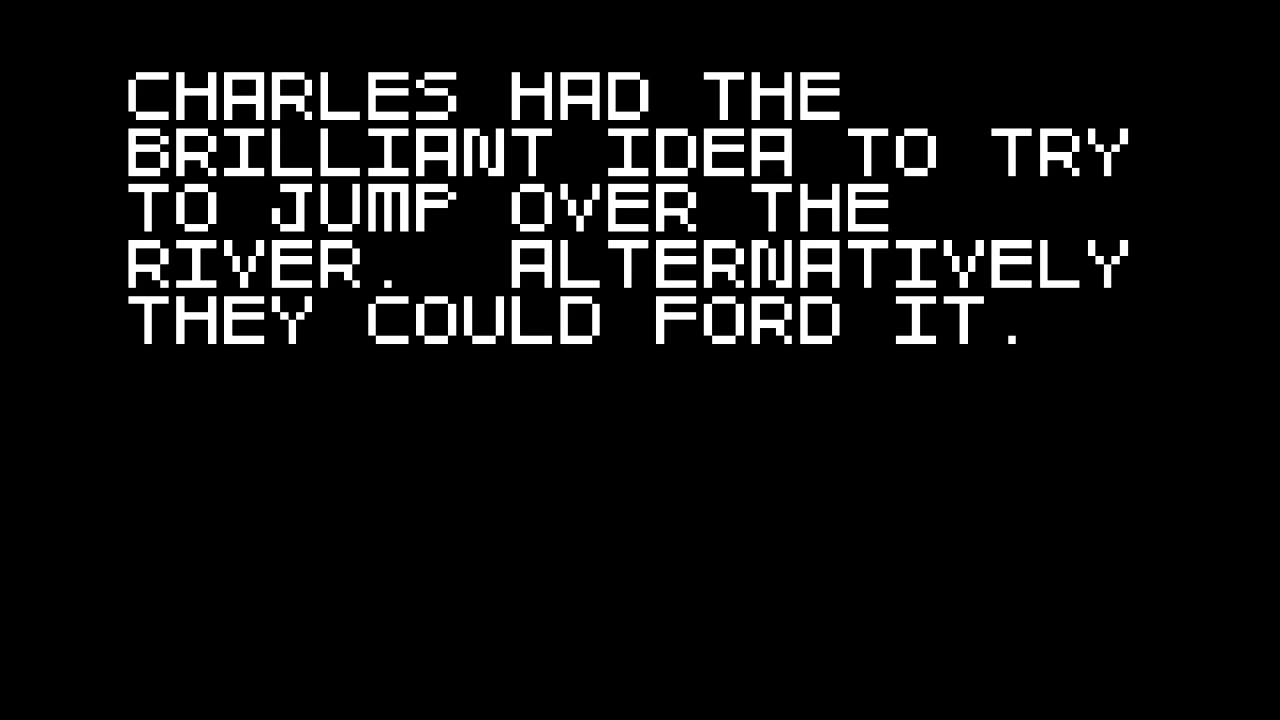 CHARLES HAD THE
BRILLIANT IDEA TO TRY
TO JUMP OVER THE
RIVER.  ALTERNATIVELY
THEY COULD FORD IT.